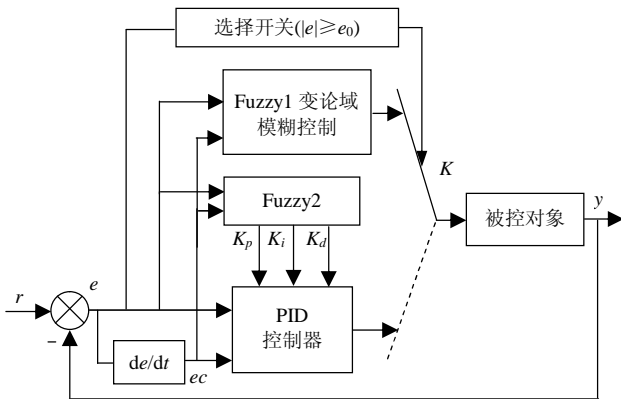 选择开关(|e|≥e₀)
Fuzzy1 变论域
模糊控制
K
Fuzzy2
y
被控对象
Kp Ki Kd
e
r
PID
控制器
−
de/dt
ec